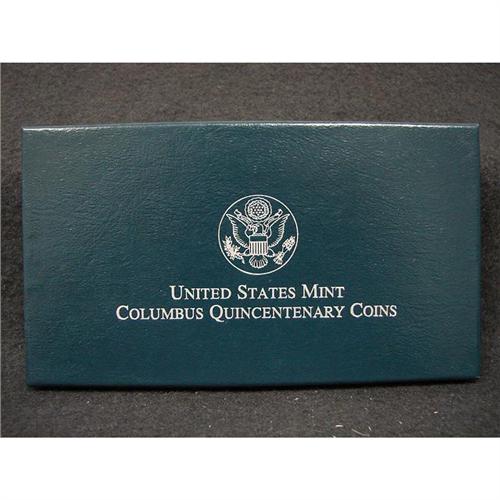 UNITED STATES MINT
COLUMBUS QUINCENTENARY COINS